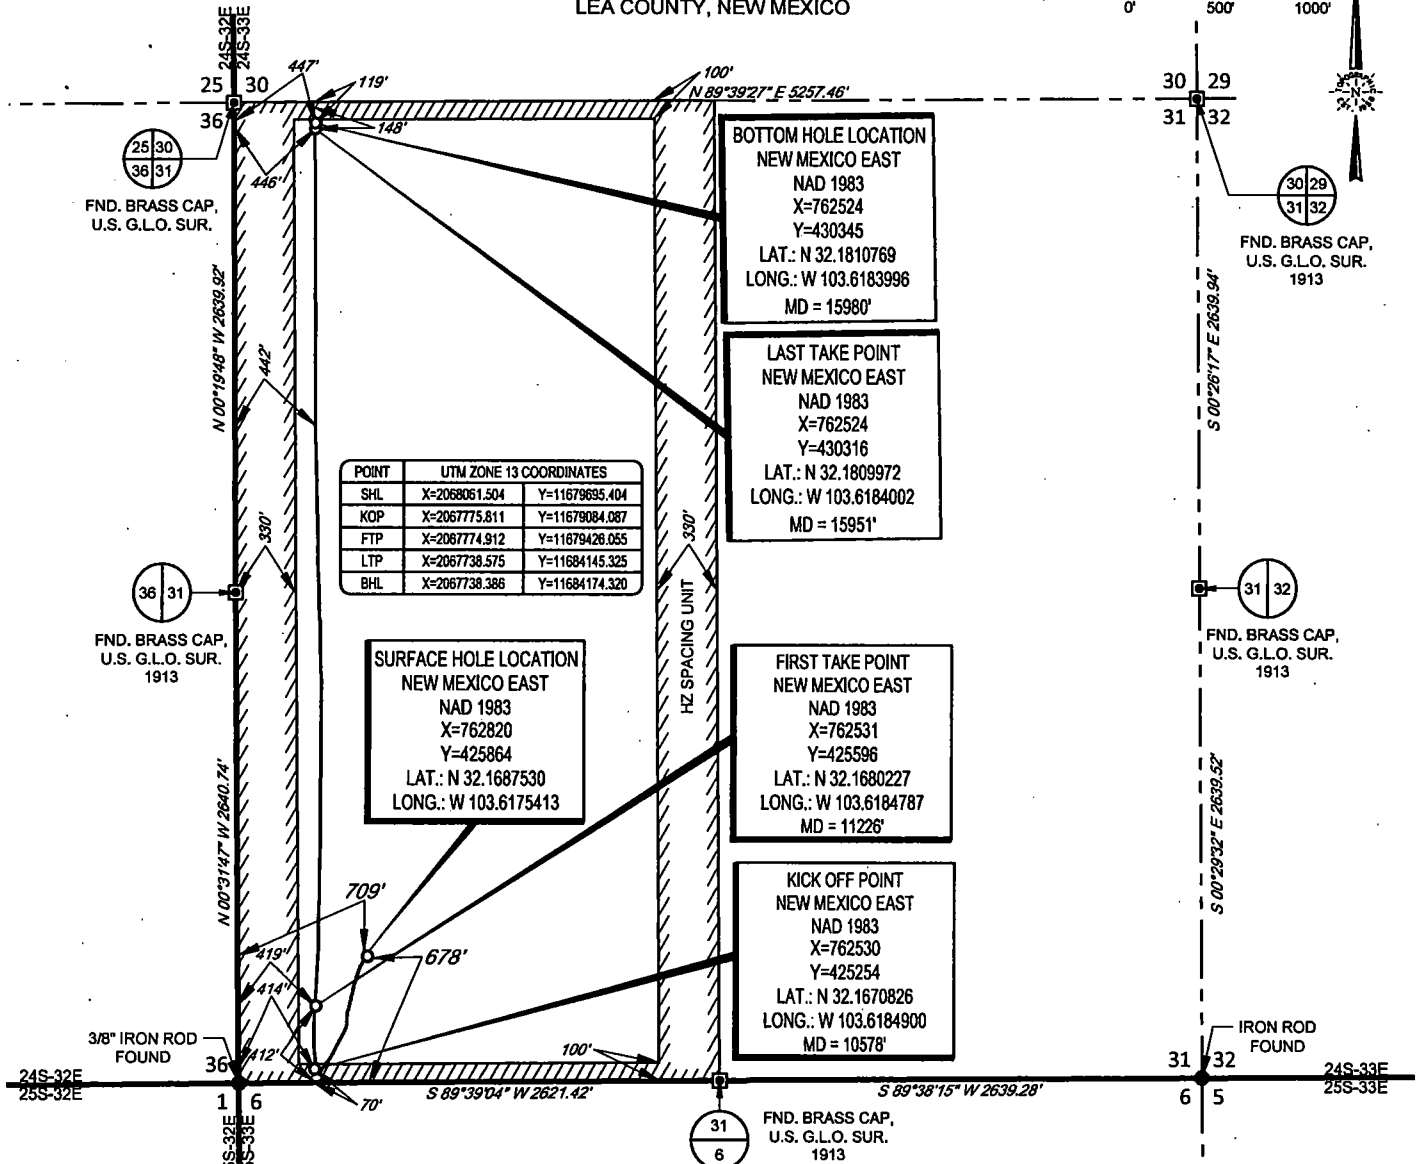 LEA COUNTY, NEW MEXICO
0' 500' 1000'
24S-32E
24S-33E
25 30
36
447'
119'
100'
N 89°39'27" E 5257.46'
148'
446'
30 29
31 32
N
25 30
36 31
FND. BRASS CAP,
U.S. G.L.O. SUR.
BOTTOM HOLE LOCATION
NEW MEXICO EAST
NAD 1983
X=762524
Y=430345
LAT.: N 32.1810769
LONG.: W 103.6183996
MD = 15980'
30 29
31 32
FND. BRASS CAP,
U.S. G.L.O. SUR.
1913
N 00°19'48" W 2639.92'
442'
330'
LAST TAKE POINT
NEW MEXICO EAST
NAD 1983
X=762524
Y=430316
LAT.: N 32.1809972
LONG.: W 103.6184002
MD = 15951'
S 00°26'17" E 2639.94'
POINT UTM ZONE 13 COORDINATES
SHL X=2068061.504 Y=11679695.404
KOP X=2067775.811 Y=11679084.087
FTP X=2067774.912 Y=11679426.055
LTP X=2067738.575 Y=11684145.325
BHL X=2067738.386 Y=11684174.320
330'
HZ SPACING UNIT
36 31
FND. BRASS CAP,
U.S. G.L.O. SUR.
1913
31 32
FND. BRASS CAP,
U.S. G.L.O. SUR.
1913
SURFACE HOLE LOCATION
NEW MEXICO EAST
NAD 1983
X=762820
Y=425864
LAT.: N 32.1687530
LONG.: W 103.6175413
FIRST TAKE POINT
NEW MEXICO EAST
NAD 1983
X=762531
Y=425596
LAT.: N 32.1680227
LONG.: W 103.6184787
MD = 11226'
N 00°31'47" W 2640.74'
S 00°29'32" E 2639.52'
709'
678'
419'
414'
412'
KICK OFF POINT
NEW MEXICO EAST
NAD 1983
X=762530
Y=425254
LAT.: N 32.1670826
LONG.: W 103.6184900
MD = 10578'
3/8" IRON ROD
FOUND
36
100'
70'
IRON ROD
FOUND
31 32
24S-32E
25S-32E
1 6
S 89°39'04" W 2621.42'
S 89°38'15" W 2639.28'
6 5
24S-33E
25S-33E
31
6
FND. BRASS CAP,
U.S. G.L.O. SUR.
1913